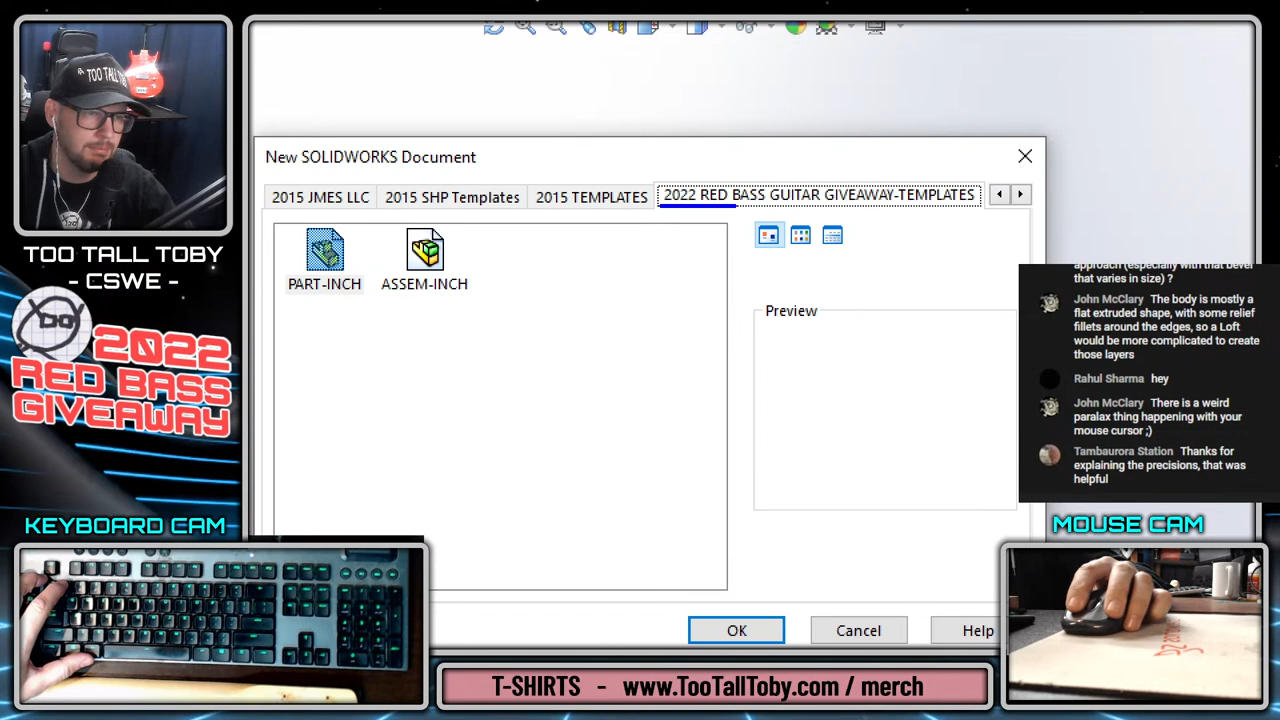 TOO TALL TOBY
TOO TALL TOBY
- CSWE -
2022
RED BASS
GIVEAWAY
New SOLIDWORKS Document
2015 JMES LLC
2015 SHP Templates
2015 TEMPLATES
2022 RED BASS GUITAR GIVEAWAY-TEMPLATES
PART-INCH
ASSEM-INCH
Preview
OK
Cancel
Help
approach (especially with that bevel
that varies in size) ?
John McClary The body is mostly a
flat extruded shape, with some relief
fillets around the edges, so a Loft
would be more complicated to create
those layers
Rahul Sharma hey
John McClary There is a weird
paralax thing happening with your
mouse cursor ;)
Tambaurora Station Thanks for
explaining the precisions, that was
helpful
KEYBOARD CAM
MOUSE CAM
T-SHIRTS - www.TooTallToby.com / merch